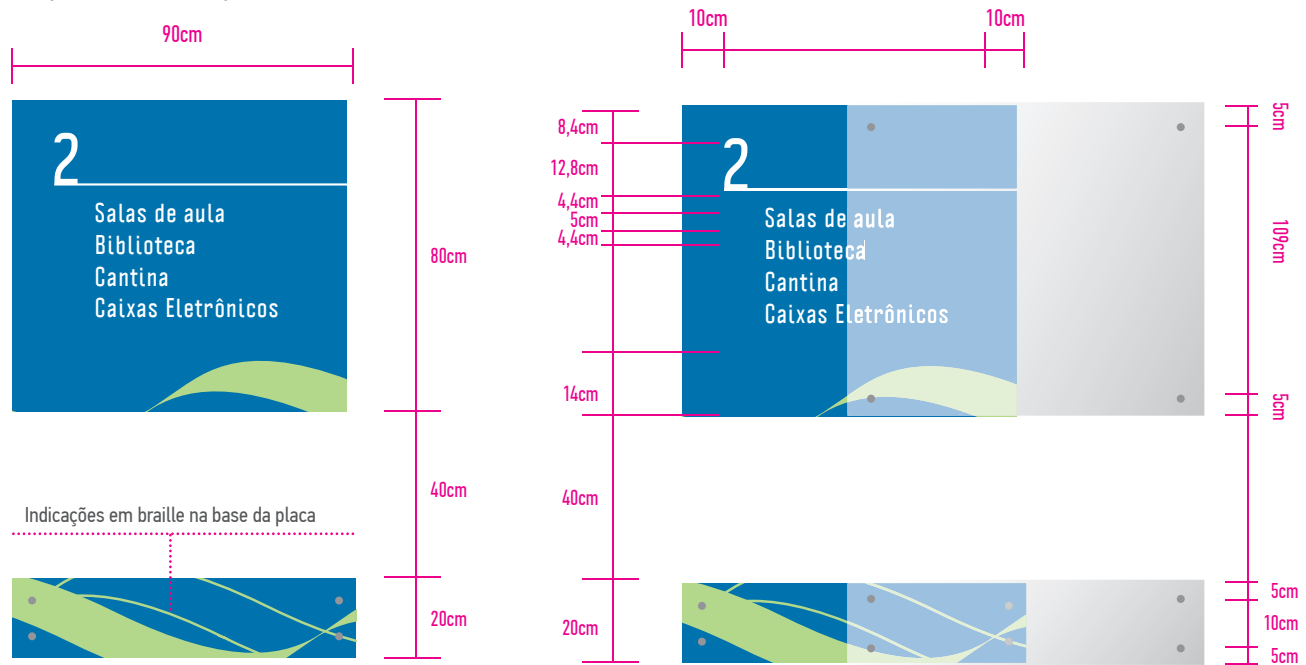 90cm
10cm
10cm
2
Salas de aula
Biblioteca
Cantina
Caixas Eletrônicos
80cm
40cm
Indicações em braille na base da placa
20cm
8,4cm
12,8cm
4,4cm
5cm
4,4cm
14cm
40cm
20cm
2
Salas de aula
Biblioteca
Cantina
Caixas Eletrônicos
5cm
109cm
5cm
5cm
10cm
5cm